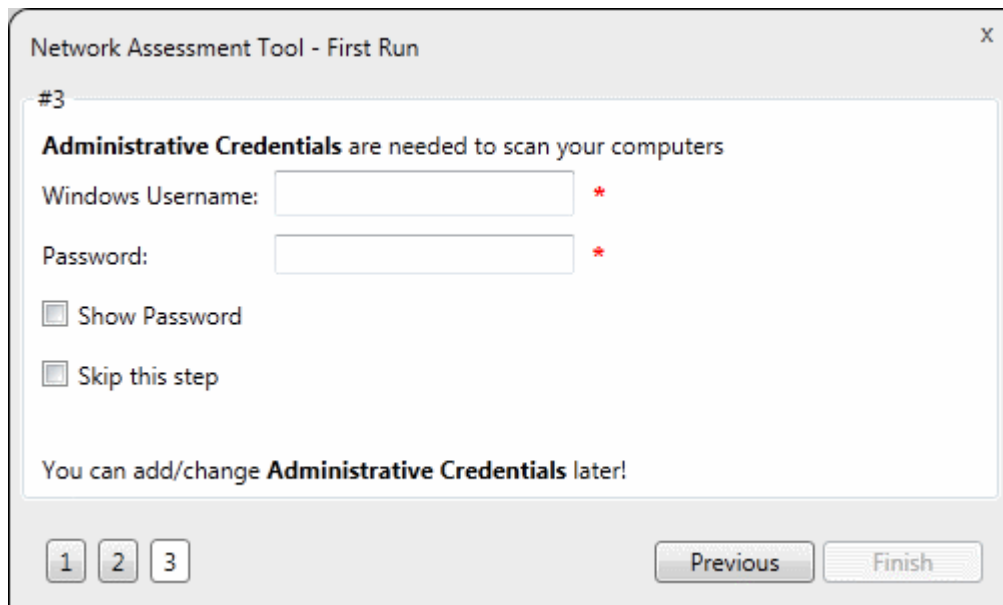 Network Assessment Tool - First Run
x
#3
Administrative Credentials are needed to scan your computers
Windows Username: *
Password: *
Show Password
Skip this step
You can add/change Administrative Credentials later!
1 2 3 Previous Finish